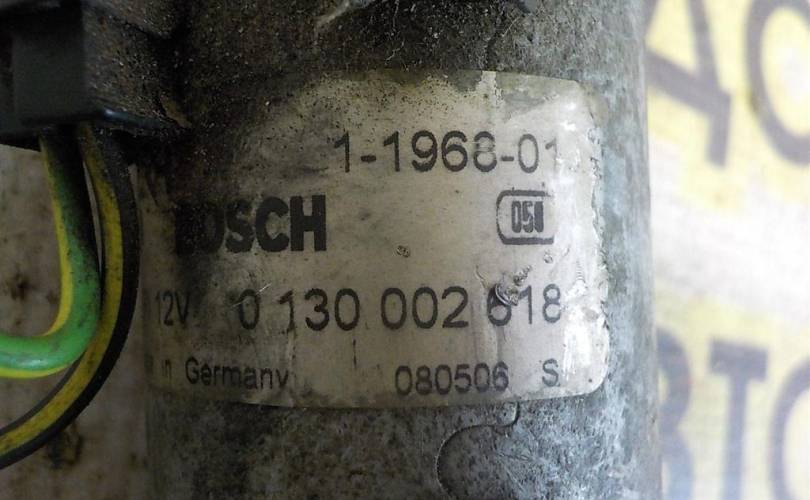 1-1968-01
BOSCH
12V 0 130 002 618
in Germany
080506 S